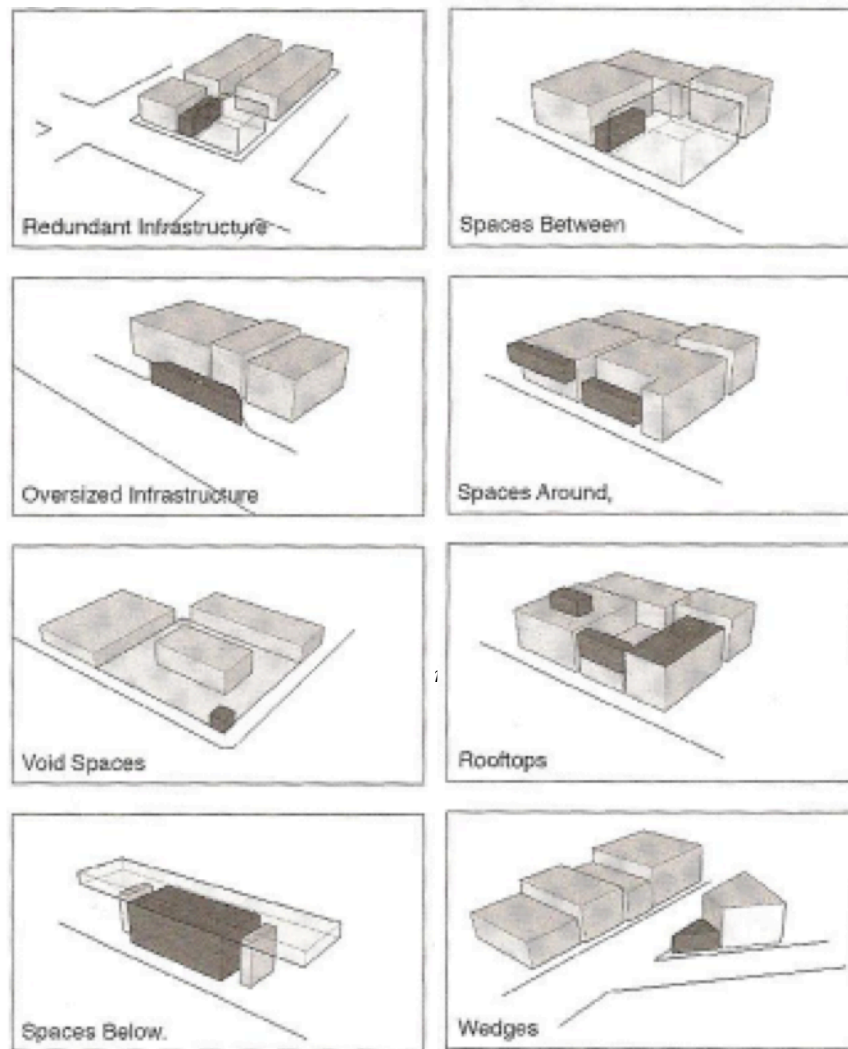 Redundant Infrastructure
Spaces Between
Oversized Infrastructure
Spaces Around,
Void Spaces
Rooftops
Spaces Below.
Wedges